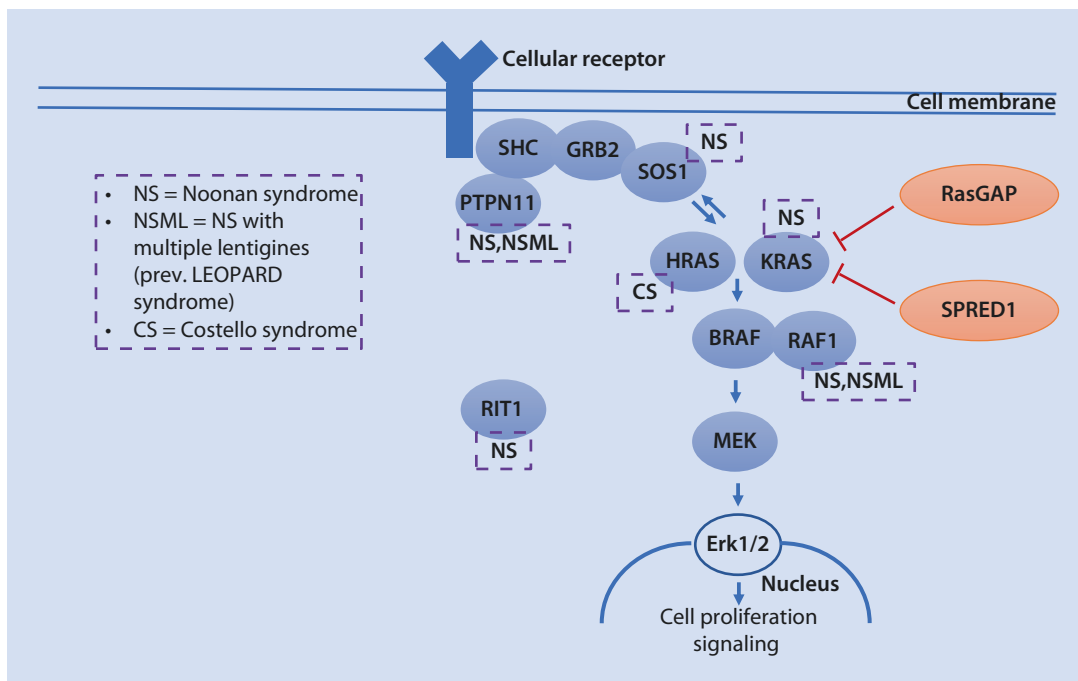 Cellular receptor
Cell membrane
SHC
GRB2
SOS1
NS
PTPN11
NS,NSML
• NS = Noonan syndrome
• NSML = NS with
multiple lentigines
(prev. LEOPARD
syndrome)
• CS = Costello syndrome
RasGAP
NS
HRAS
KRAS
CS
SPRED1
BRAF
RAF1
NS,NSML
RIT1
NS
MEK
Erk1/2
Nucleus
Cell proliferation
signaling